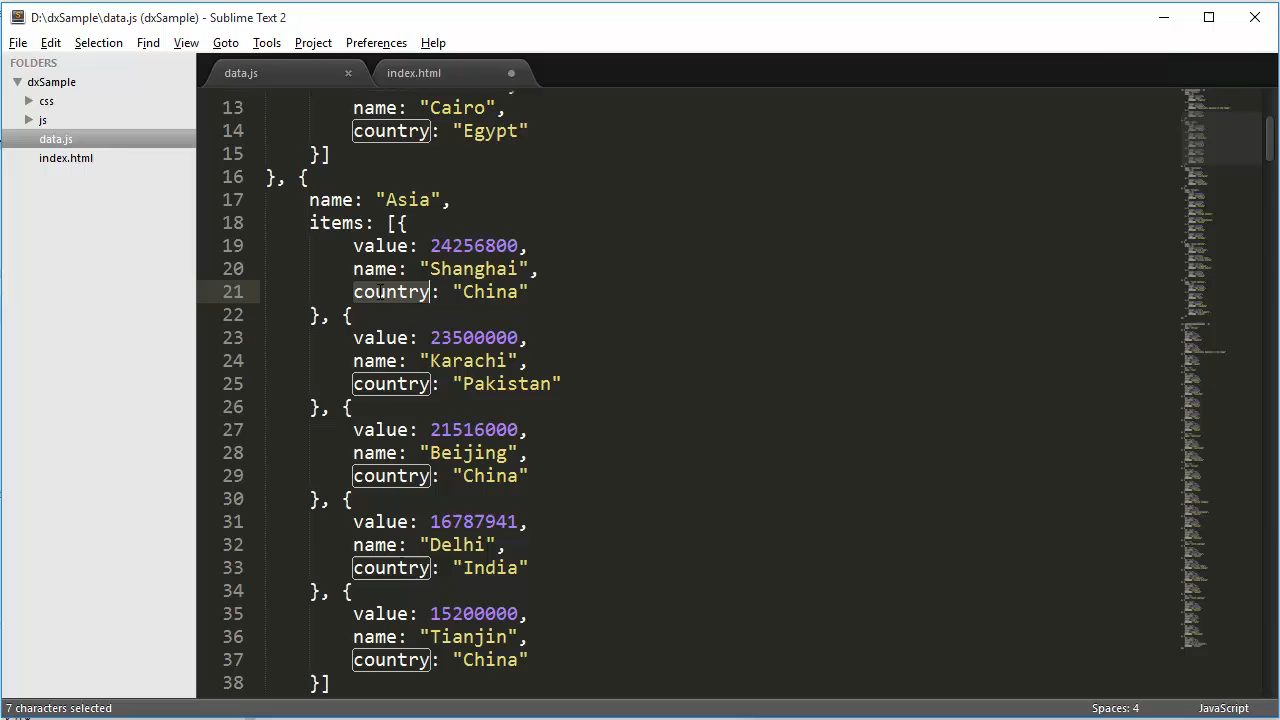 D:\dxSample\data.js (dxSample) - Sublime Text 2
File Edit Selection Find View Goto Tools Project Preferences Help
FOLDERS
dxSample
css
js
data.js
index.html
data.js index.html
13 name: "Cairo",
14 country: "Egypt"
15 }]
16 }, {
17 name: "Asia",
18 items: [{
19 value: 24256800,
20 name: "Shanghai",
21 country: "China"
22 }, {
23 value: 23500000,
24 name: "Karachi",
25 country: "Pakistan"
26 }, {
27 value: 21516000,
28 name: "Beijing",
29 country: "China"
30 }, {
31 value: 16787941,
32 name: "Delhi",
33 country: "India"
34 }, {
35 value: 15200000,
36 name: "Tianjin",
37 country: "China"
38 }]
7 characters selected Spaces: 4 JavaScript